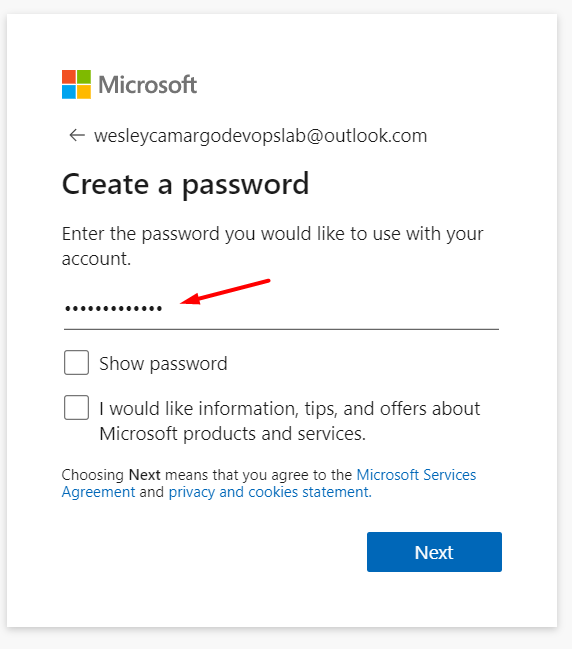 Microsoft
← wesleycamargodevopslab@outlook.com
Create a password
Enter the password you would like to use with your
account.
•••••••••••••
Show password
I would like information, tips, and offers about
Microsoft products and services.
Choosing Next means that you agree to the Microsoft Services
Agreement and privacy and cookies statement.
Next